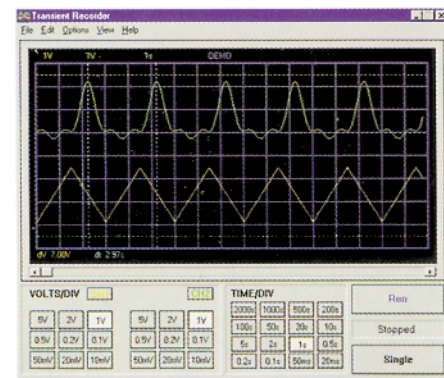 Transient Recorder
File Edit Options View Help
1V 1V 1s DEMO
dV 7.00V dt 2.97s
VOLTS/DIV CH1 CH2
5V 2V 1V 5V 2V 1V
0.5V 0.2V 0.1V 0.5V 0.2V 0.1V
50mV 20mV 10mV 50mV 20mV 10mV
TIME/DIV
2000s 1000s 500s 200s
100s 50s 20s 10s
5s 2s 1s 0.5s
0.2s 0.1s 50ms 20ms
Run
Stopped
Single